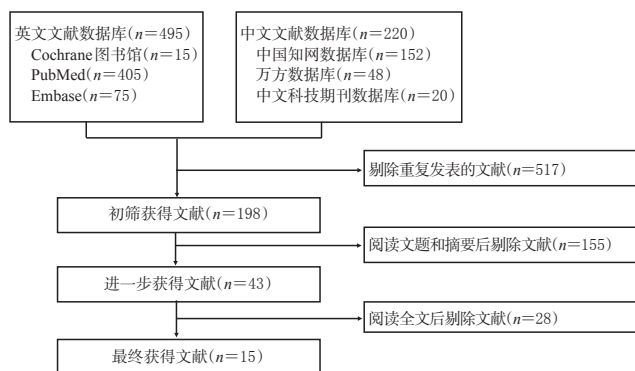 英文文献数据库(n=495)
Cochrane图书馆(n=15)
PubMed(n=405)
Embase(n=75)
中文文献数据库(n=220)
中国知网数据库(n=152)
万方数据库(n=48)
中文科技期刊数据库(n=20)
剔除重复发表的文献(n=517)
初筛获得文献(n=198)
阅读文题和摘要后剔除文献(n=155)
进一步获得文献(n=43)
阅读全文后剔除文献(n=28)
最终获得文献(n=15)